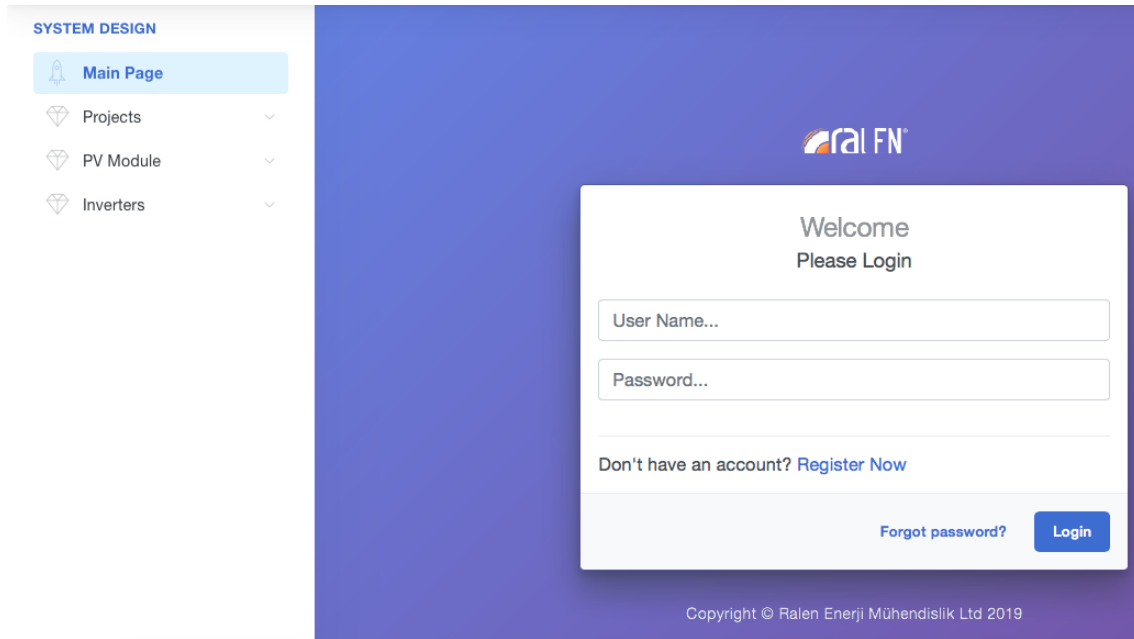 SYSTEM DESIGN
Main Page
Projects
PV Module
Inverters
Welcome
Please Login
User Name...
Password...
Don't have an account? Register Now
Forgot password?
Login
Copyright © Ralen Enerji Mühendislik Ltd 2019